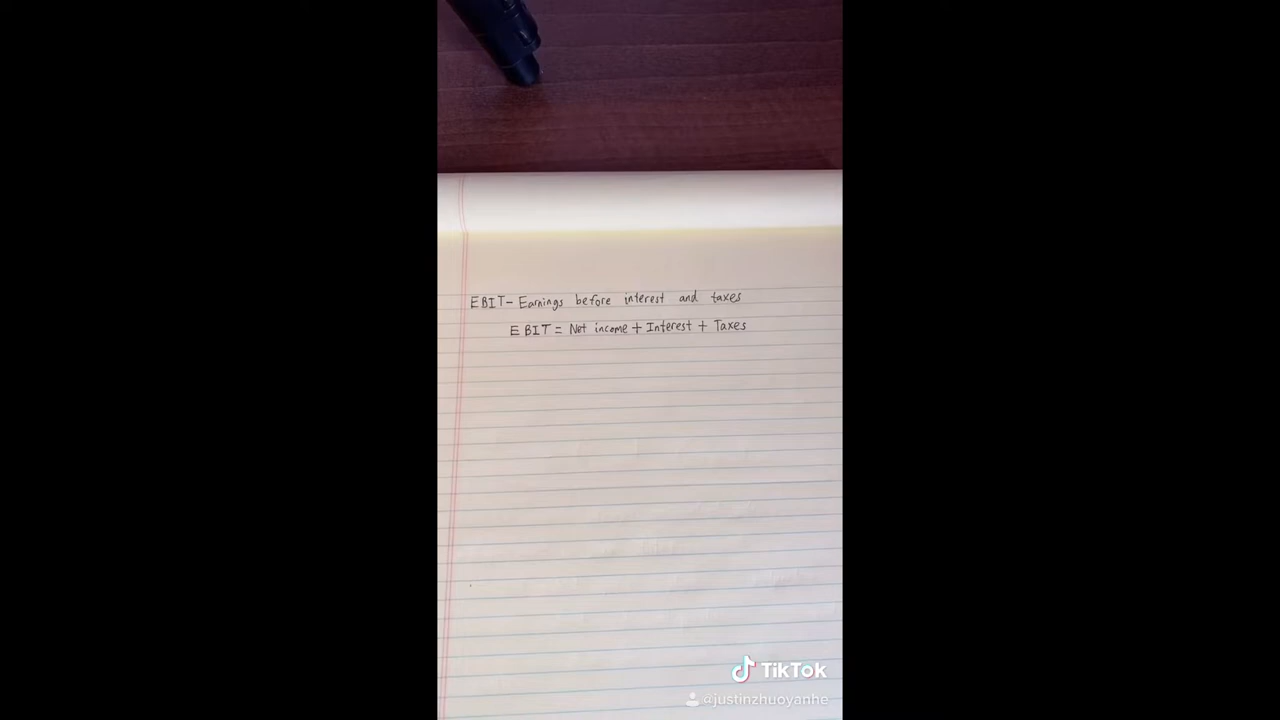 EBIT- Earnings before interest and taxes
EBIT = Net income + Interest + Taxes
TikTok
@justinzhuoyanhe